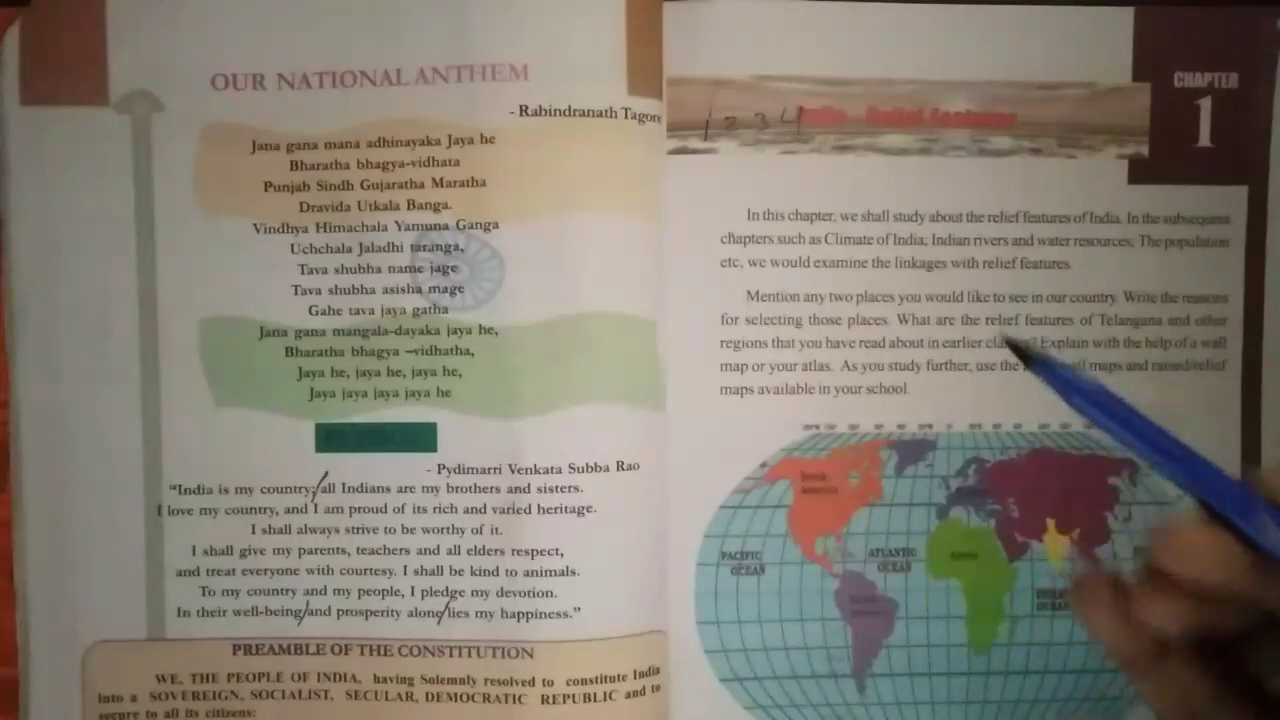 OUR NATIONAL ANTHEM
- Rabindranath Tagore
Jana gana mana adhinayaka Jaya he
Bharatha bhagya-vidhata
Punjab Sindh Gujaratha Maratha
Dravida Utkala Banga.
Vindhya Himachala Yamuna Ganga
Uchchala Jaladhi taranga,
Tava shubha name jage
Tava shubha asisha mage
Gahe tava jaya gatha
Jana gana mangala-dayaka jaya he,
Bharatha bhagya –vidhatha,
Jaya he, jaya he, jaya he,
Jaya jaya jaya jaya he
- Pydimarri Venkata Subba Rao
“India is my country; all Indians are my brothers and sisters.
I love my country, and I am proud of its rich and varied heritage.
I shall always strive to be worthy of it.
I shall give my parents, teachers and all elders respect,
and treat everyone with courtesy. I shall be kind to animals.
To my country and my people, I pledge my devotion.
In their well-being and prosperity alone lies my happiness.”
PREAMBLE OF THE CONSTITUTION
WE, THE PEOPLE OF INDIA, having Solemnly resolved to constitute India
into a SOVEREIGN, SOCIALIST, SECULAR, DEMOCRATIC REPUBLIC and to
secure to all its citizens:
CHAPTER
1
1 2 3 4 India - Relief Features
In this chapter, we shall study about the relief features of India. In the subsequent
chapters such as Climate of India; Indian rivers and water resources, The population
etc, we would examine the linkages with relief features.
Mention any two places you would like to see in our country. Write the reasons
for selecting those places. What are the relief features of Telangana and other
regions that you have read about in earlier Explain with the help of a wall
map or your atlas. As you study further, use the maps and raised/relief
maps available in your school.
North
America
PACIFIC
OCEAN
ATLANTIC
OCEAN
Africa